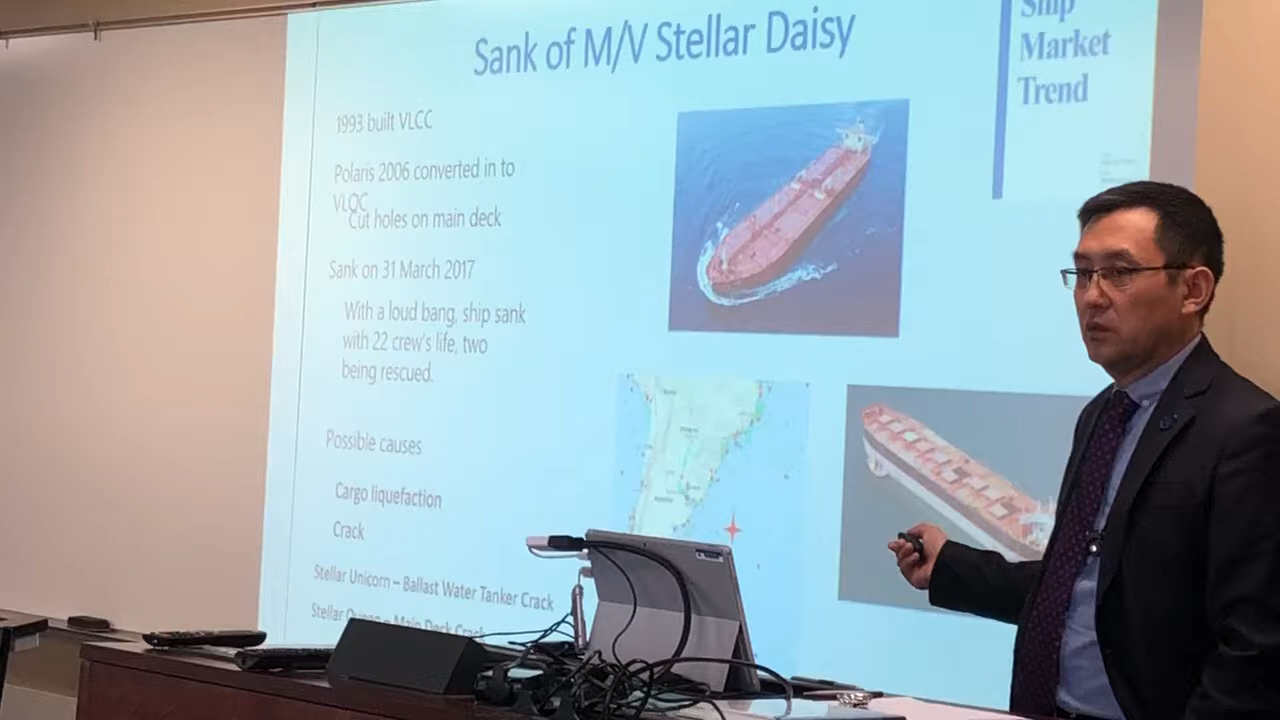 Sank of M/V Stellar Daisy
Ship
Market
Trend
1993 built VLCC
Polaris 2006 converted in to
VLOC
Cut holes on main deck
Sank on 31 March 2017
With a loud bang, ship sank
with 22 crew's life, two
being rescued.
Possible causes
Cargo liquefaction
Crack
Stellar Unicorn – Ballast Water Tanker Crack
Stellar Queen – Main Deck Crack